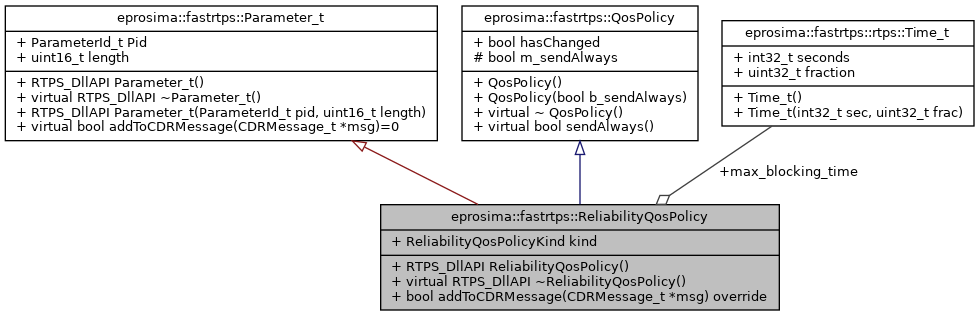 eprosima::fastrtps::Parameter_t
+ ParameterId_t Pid
+ uint16_t length
+ RTPS_DllAPI Parameter_t()
+ virtual RTPS_DllAPI ~Parameter_t()
+ RTPS_DllAPI Parameter_t(ParameterId_t pid, uint16_t length)
+ virtual bool addToCDRMessage(CDRMessage_t *msg)=0
eprosima::fastrtps::QosPolicy
+ bool hasChanged
# bool m_sendAlways
+ QosPolicy()
+ QosPolicy(bool b_sendAlways)
+ virtual ~ QosPolicy()
+ virtual bool sendAlways()
eprosima::fastrtps::rtps::Time_t
+ int32_t seconds
+ uint32_t fraction
+ Time_t()
+ Time_t(int32_t sec, uint32_t frac)
+max_blocking_time
eprosima::fastrtps::ReliabilityQosPolicy
+ ReliabilityQosPolicyKind kind
+ RTPS_DllAPI ReliabilityQosPolicy()
+ virtual RTPS_DllAPI ~ReliabilityQosPolicy()
+ bool addToCDRMessage(CDRMessage_t *msg) override